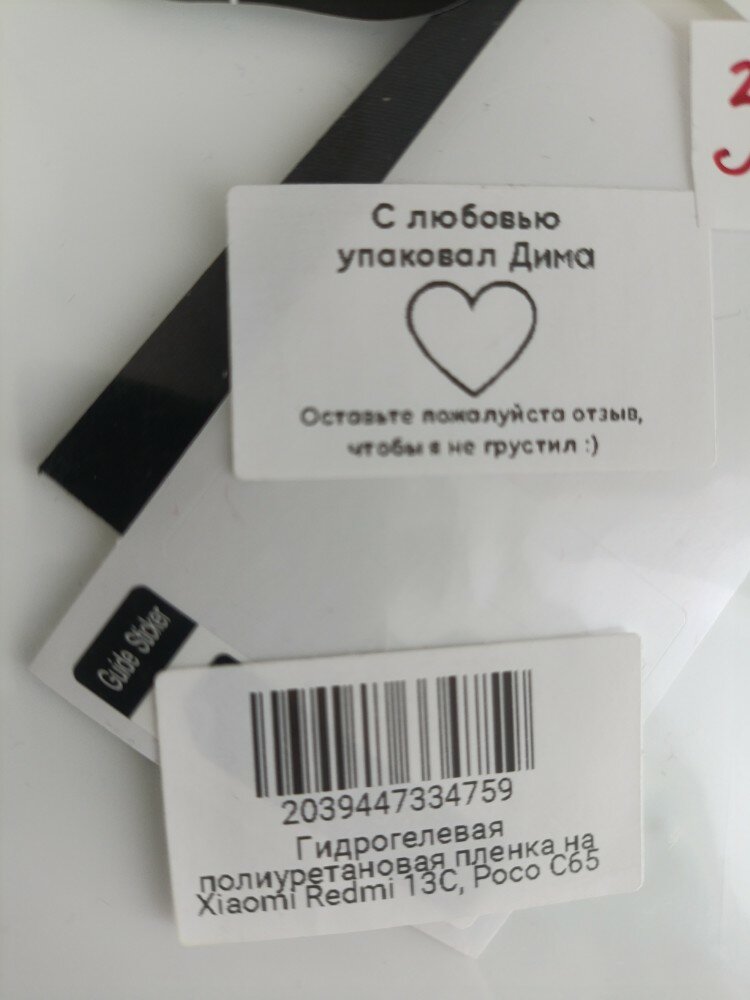 С любовью
упаковал Дима
Оставьте пожалуйста отзыв,
чтобы я не грустил :)
Guide Sticker
2039447334759
Гидрогелевая
полиуретановая пленка на
Xiaomi Redmi 13C, Poco C65